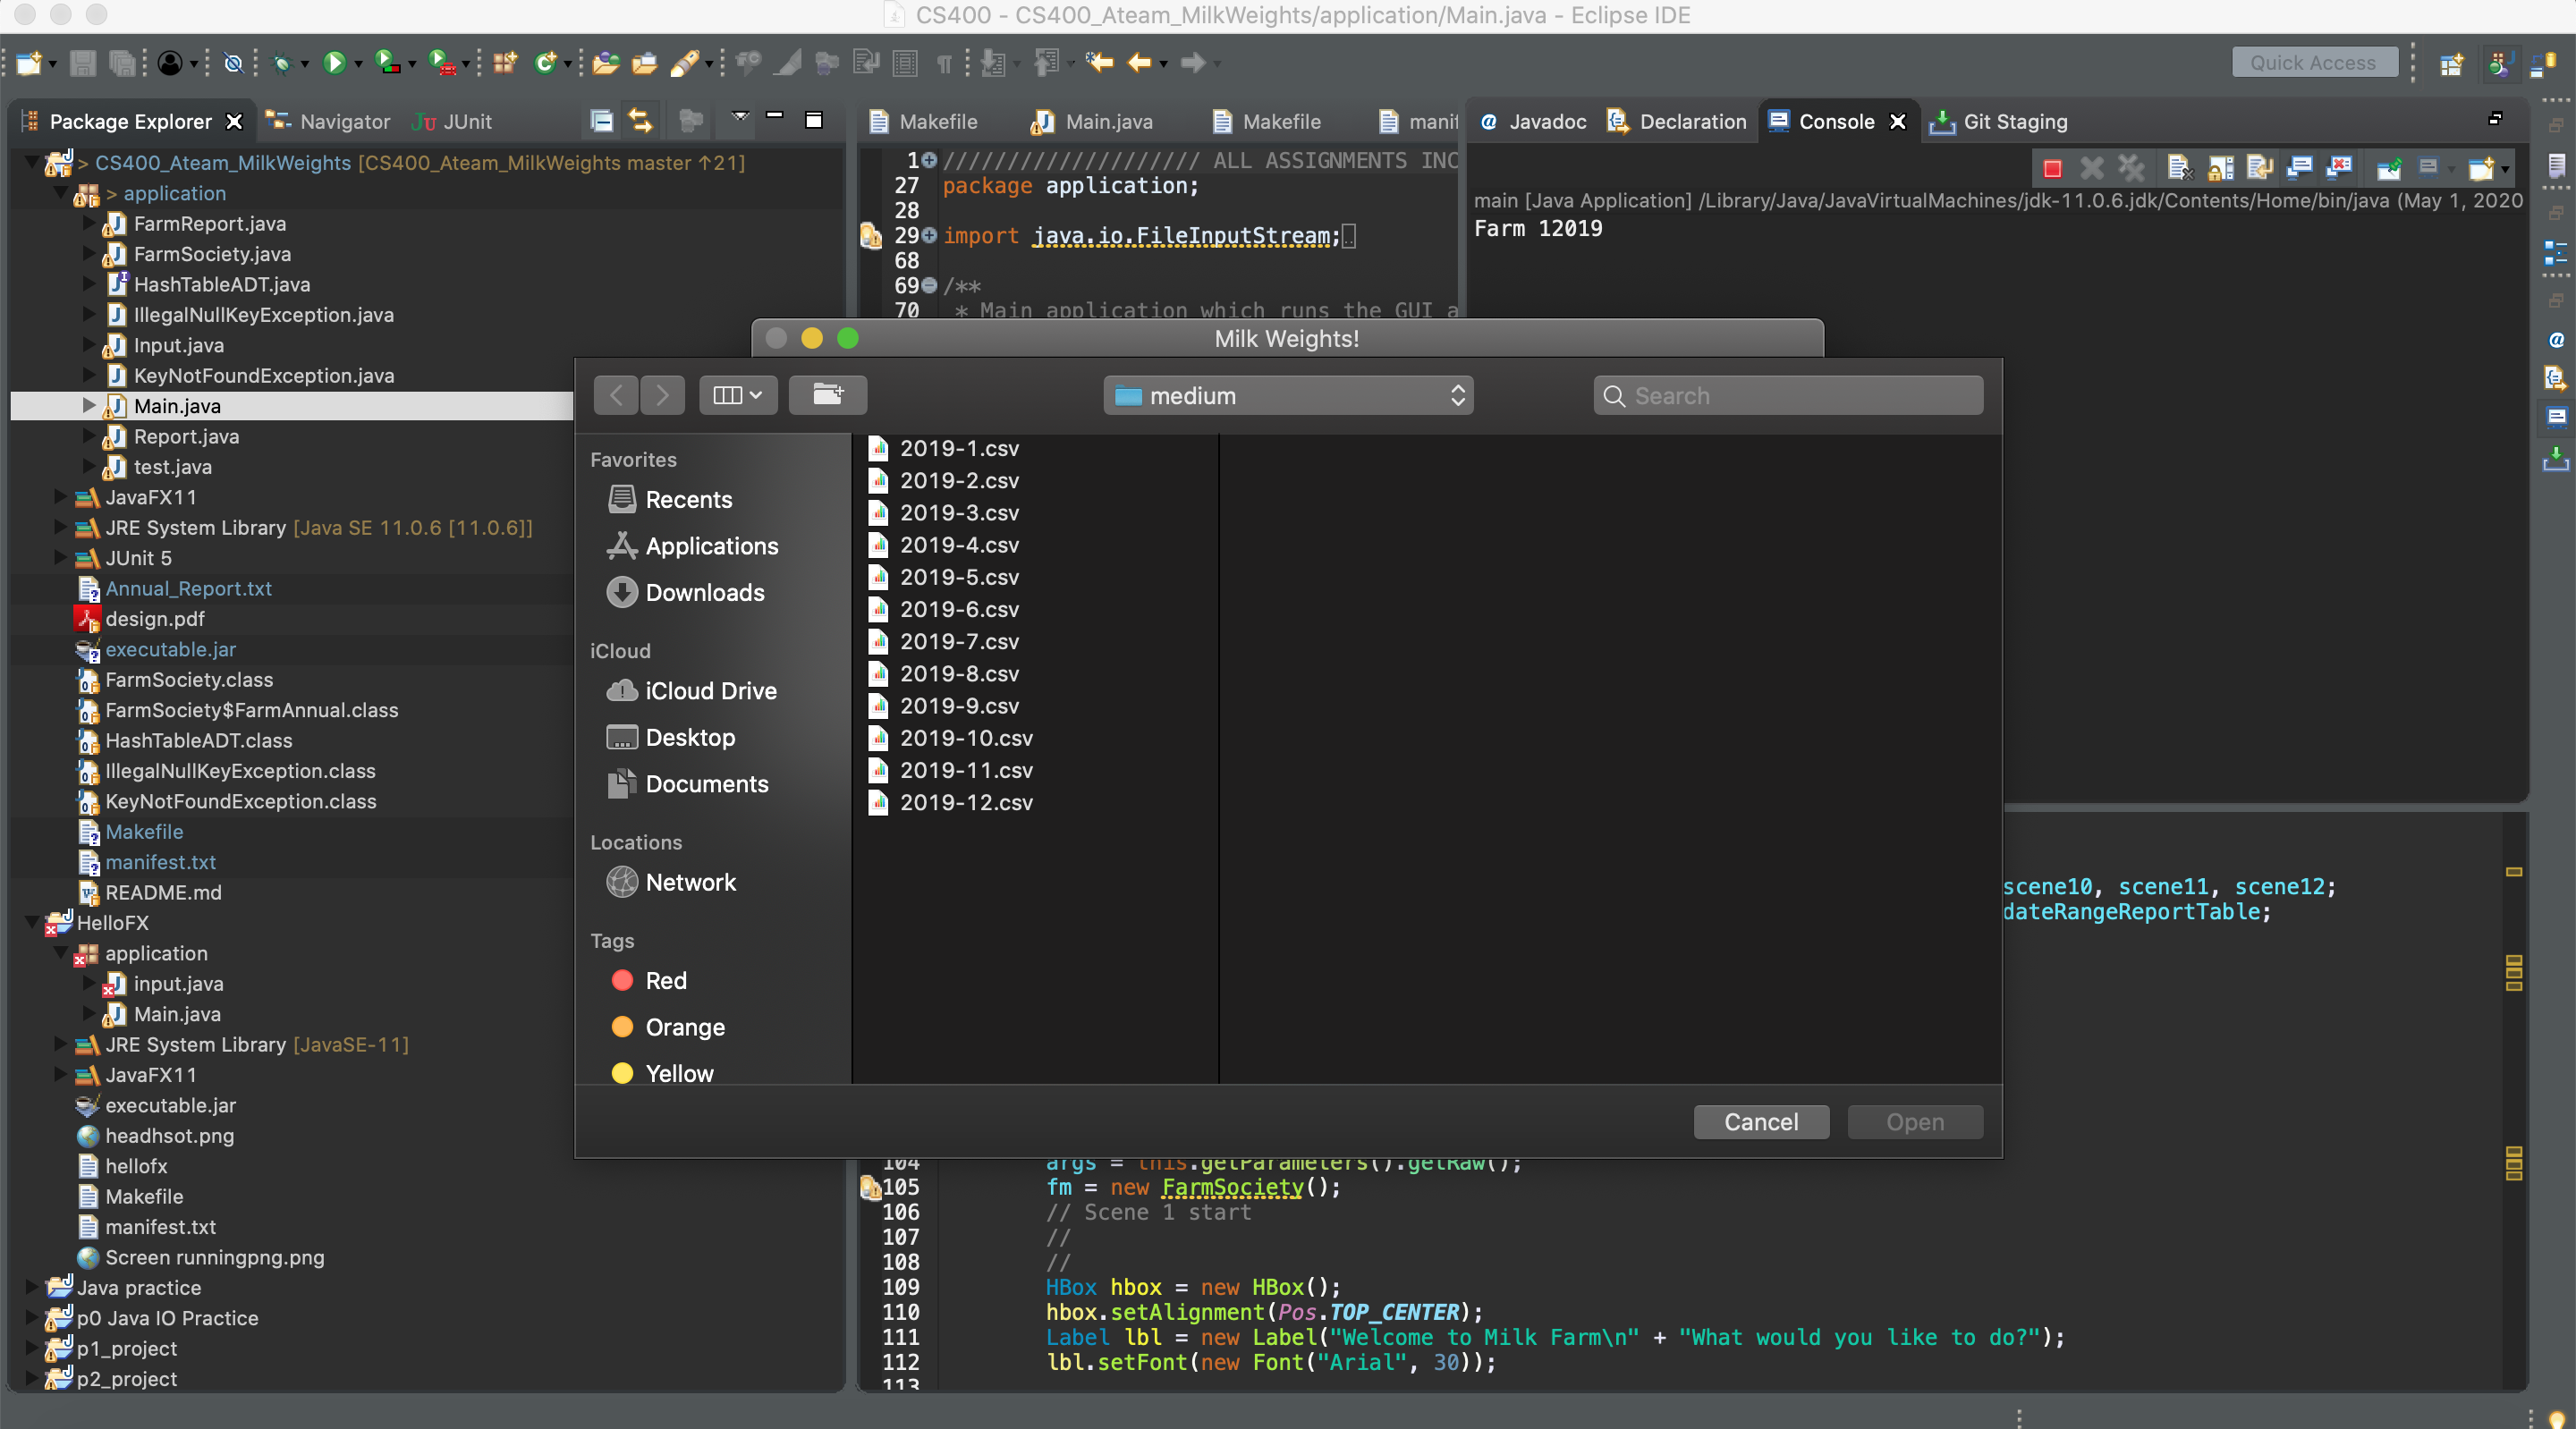 CS400 - CS400_Ateam_MilkWeights/application/Main.java - Eclipse IDE
Quick Access
Package Explorer
Navigator
JUnit
> CS400_Ateam_MilkWeights [CS400_Ateam_MilkWeights master ↑21]
> application
FarmReport.java
FarmSociety.java
HashTableADT.java
IllegalNullKeyException.java
Input.java
KeyNotFoundException.java
Main.java
Report.java
test.java
JavaFX11
JRE System Library [Java SE 11.0.6 [11.0.6]]
JUnit 5
Annual_Report.txt
design.pdf
executable.jar
FarmSociety.class
FarmSociety$FarmAnnual.class
HashTableADT.class
IllegalNullKeyException.class
KeyNotFoundException.class
Makefile
manifest.txt
README.md
HelloFX
application
input.java
Main.java
JRE System Library [JavaSE-11]
JavaFX11
executable.jar
headhsot.png
hellofx
Makefile
manifest.txt
Screen runningpng.png
Java practice
p0 Java IO Practice
p1_project
p2_project
Makefile
Main.java
Makefile
manif
1 //////////////////// ALL ASSIGNMENTS INC
27 package application;
28
29 import java.io.FileInputStream;
68
69 /**
70 * Main application which runs the GUI a
Javadoc
Declaration
Console
Git Staging
main [Java Application] /Library/Java/JavaVirtualMachines/jdk-11.0.6.jdk/Contents/Home/bin/java (May 1, 2020
Farm 12019
Milk Weights!
medium
Search
Favorites
Recents
Applications
Downloads
iCloud
iCloud Drive
Desktop
Documents
Locations
Network
Tags
Red
Orange
Yellow
2019-1.csv
2019-2.csv
2019-3.csv
2019-4.csv
2019-5.csv
2019-6.csv
2019-7.csv
2019-8.csv
2019-9.csv
2019-10.csv
2019-11.csv
2019-12.csv
Cancel
Open
scene10, scene11, scene12;
dateRangeReportTable;
104 args = this.getParameters().getRaw();
105 fm = new FarmSociety();
106 // Scene 1 start
107 //
108 //
109 HBox hbox = new HBox();
110 hbox.setAlignment(Pos.TOP_CENTER);
111 Label lbl = new Label("Welcome to Milk Farm\n" + "What would you like to do?");
112 lbl.setFont(new Font("Arial", 30));
113